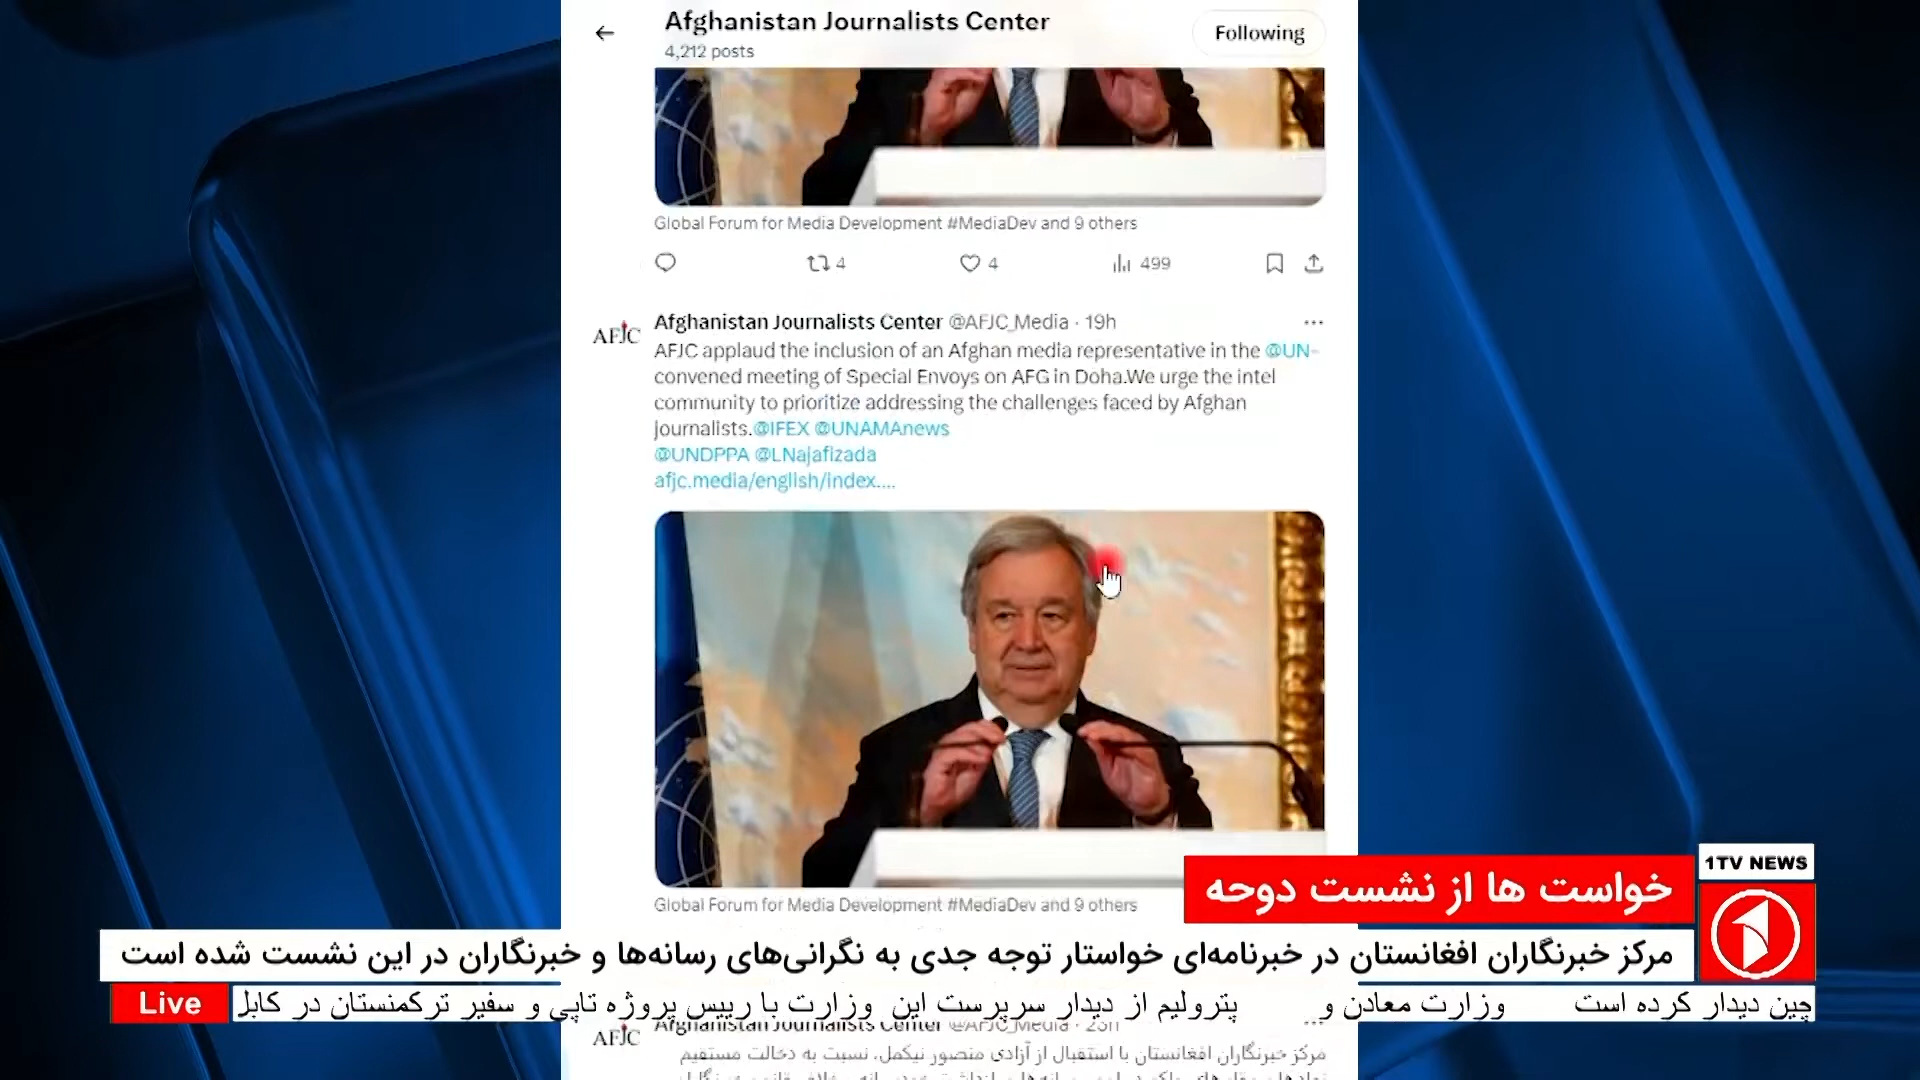 Afghanistan Journalists Center
4,212 posts
Following
Global Forum for Media Development #MediaDev and 9 others
4
4
499
Afghanistan Journalists Center @AFJC_Media · 19h
AFJC
AFJC applaud the inclusion of an Afghan media representative in the @UN-
convened meeting of Special Envoys on AFG in Doha.We urge the intel
community to prioritize addressing the challenges faced by Afghan
journalists.@IFEX @UNAMAnews
@UNDPPA @LNajafizada
afjc.media/english/index....
Global Forum for Media Development #MediaDev and 9 others
1TV NEWS
خواست ها از نشست دوحه
مرکز خبرنگاران افغانستان در خبرنامه‌ای خواستار توجه جدی به نگرانی‌های رسانه‌ها و خبرنگاران در این نشست شده است
Live
چین دیدار کرده است وزارت معادن و پترولیم از دیدار سرپرست این وزارت با رییس پروژه تاپی و سفیر ترکمنستان در کابل
Afghanistan Journalists Center @AFJC_Media · 23h
AFJC
مرکز خبرنگاران افغانستان با استقبال از آزادی منصور نیکمل، نسبت به دخالت مستقیم